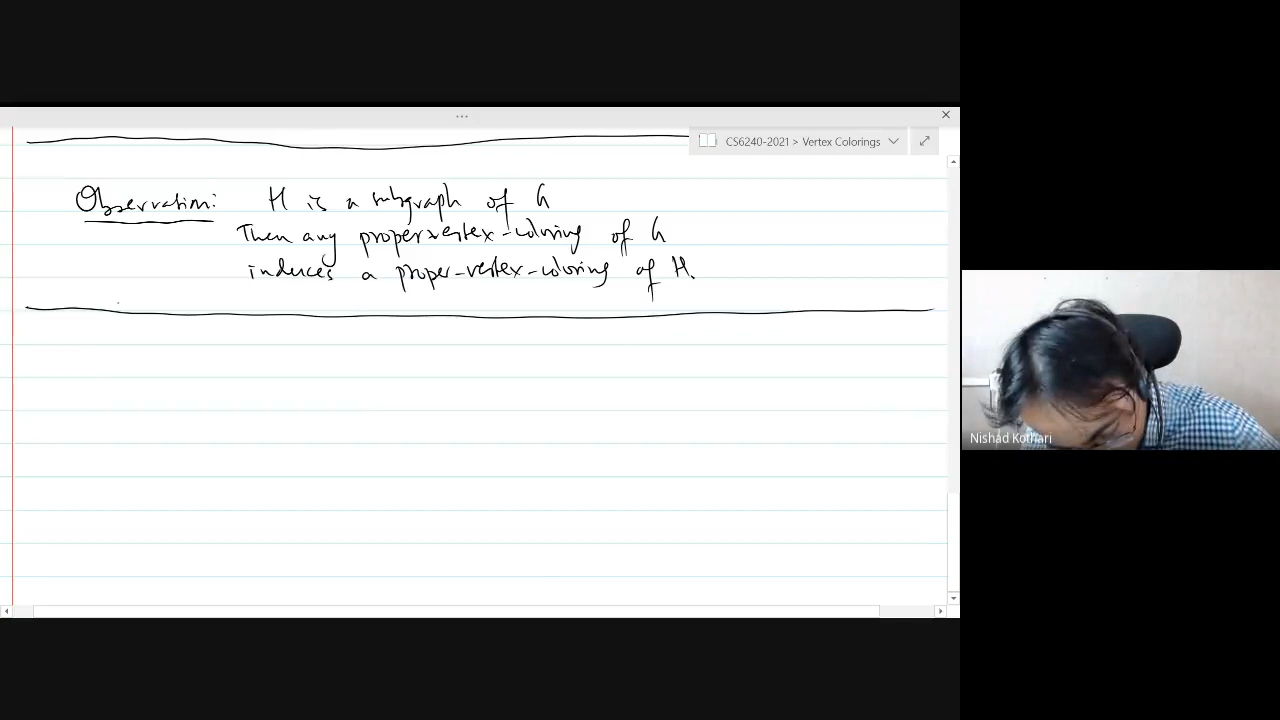 CS6240-2021 > Vertex Colorings
Observation: H is a subgraph of G
Then any proper-vertex-coloring of G
induces a proper-vertex-coloring of H.
Nishad Kothari